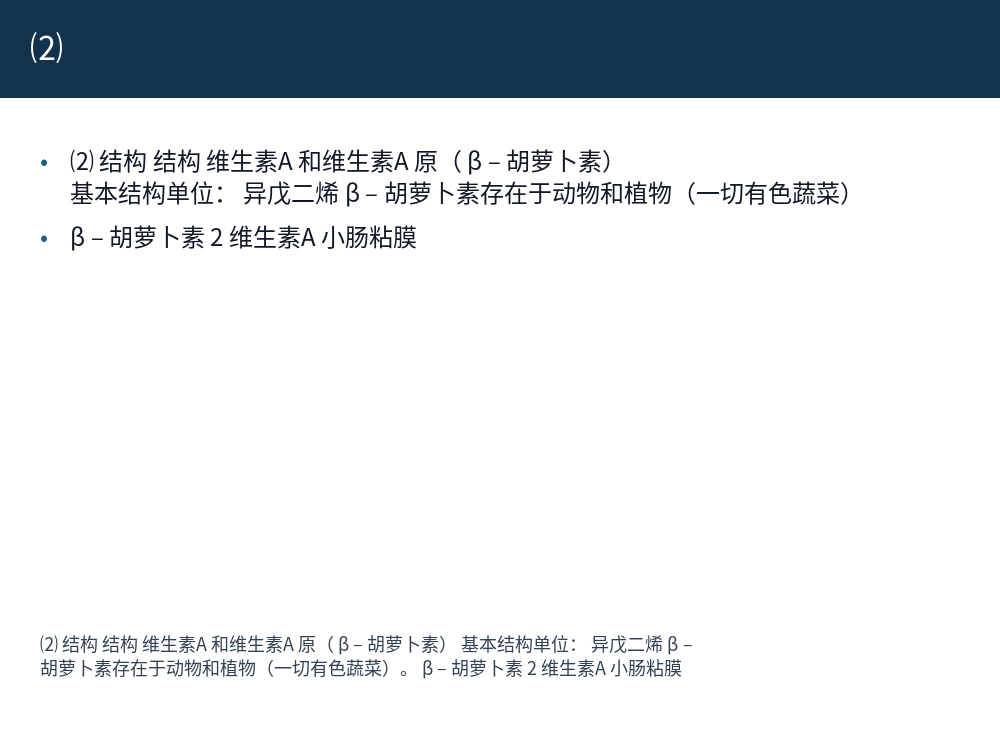 ⑵
• ⑵ 结构 结构 维生素A 和维生素A 原（ β – 胡萝卜素）
基本结构单位： 异戊二烯 β – 胡萝卜素存在于动物和植物（一切有色蔬菜）
• β – 胡萝卜素 2 维生素A 小肠粘膜
⑵ 结构 结构 维生素A 和维生素A 原（ β – 胡萝卜素） 基本结构单位： 异戊二烯 β –
胡萝卜素存在于动物和植物（一切有色蔬菜）。 β – 胡萝卜素 2 维生素A 小肠粘膜